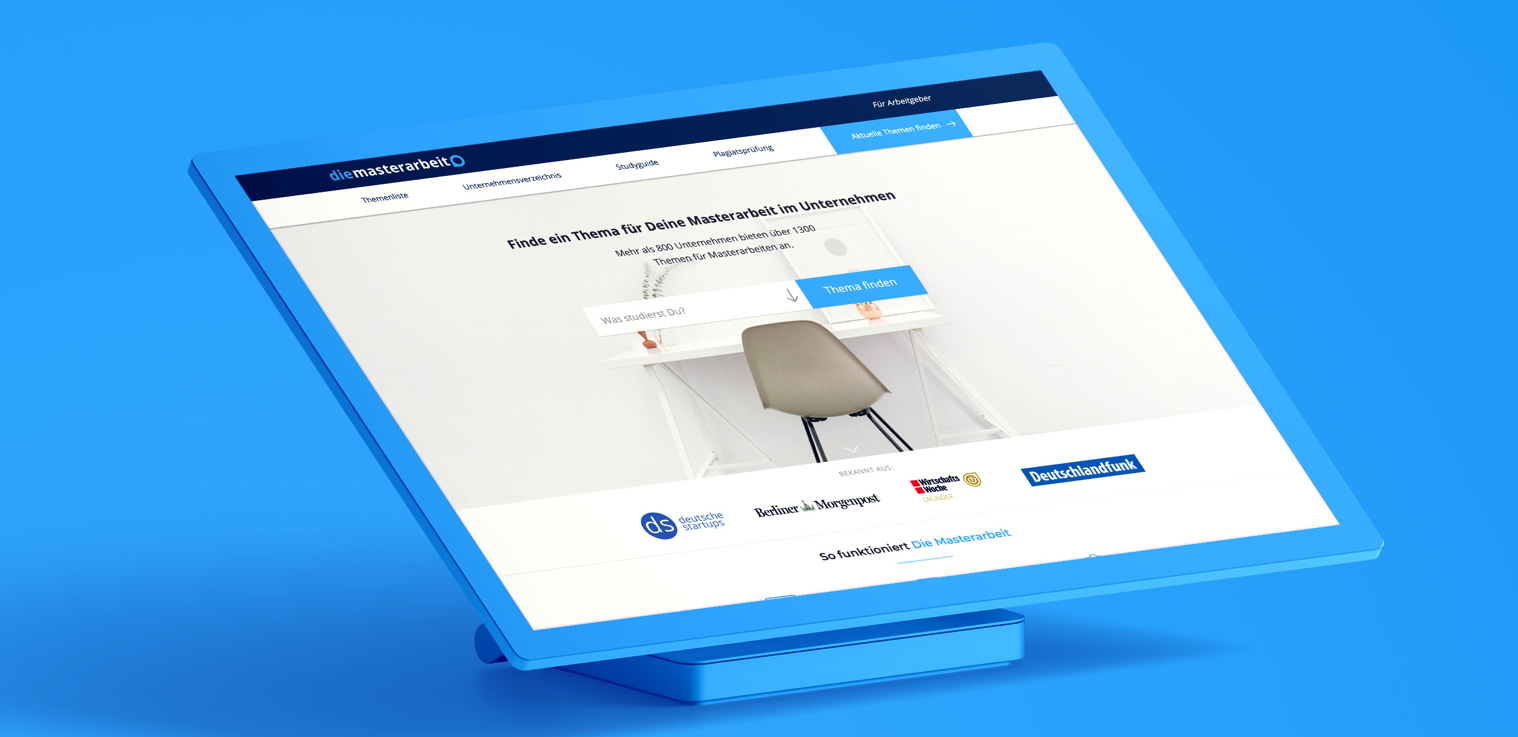 Für Arbeitgeber
diemasterarbeit
Themenliste
Unternehmensverzeichnis
Studyguide
Plagiatsprüfung
Aktuelle Themen finden
Finde ein Thema für Deine Masterarbeit im Unternehmen
Mehr als 800 Unternehmen bieten über 1300
Themen für Masterarbeiten an.
Was studierst Du?
Thema finden
BEKANNT AUS:
ds deutsche
startups
Berliner Morgenpost
Wirtschafts
Woche
GRÜNDER
Deutschlandfunk
So funktioniert Die Masterarbeit